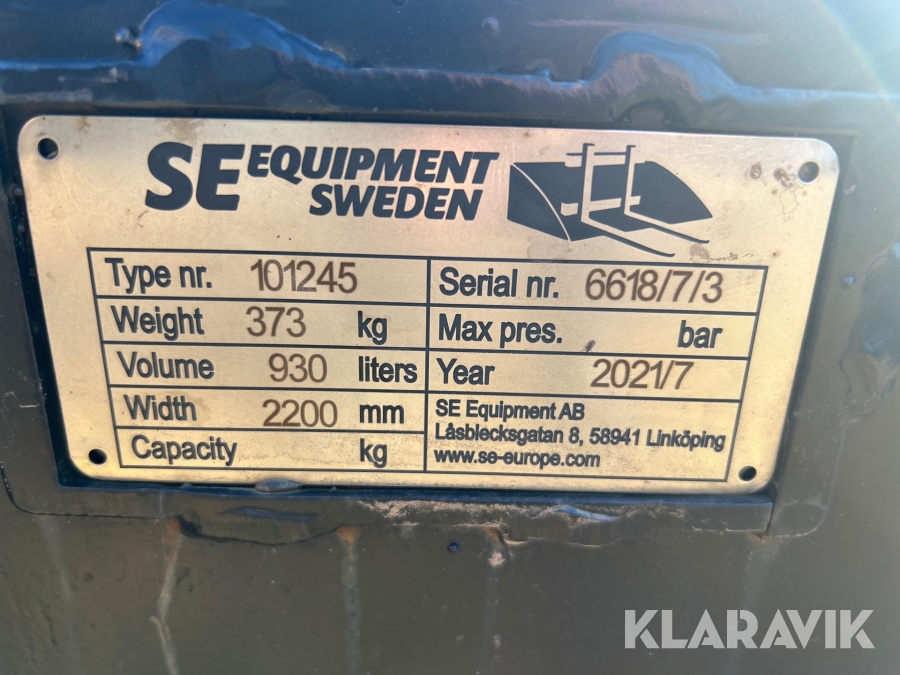 SE EQUIPMENT
SWEDEN
Type nr. 101245
Serial nr. 6618/7/3
Weight 373 kg
Max pres. bar
Volume 930 liters
Year 2021/7
Width 2200 mm
Capacity kg
SE Equipment AB
Låsblecksgatan 8, 58941 Linköping
www.se-europe.com
KLARAVIK